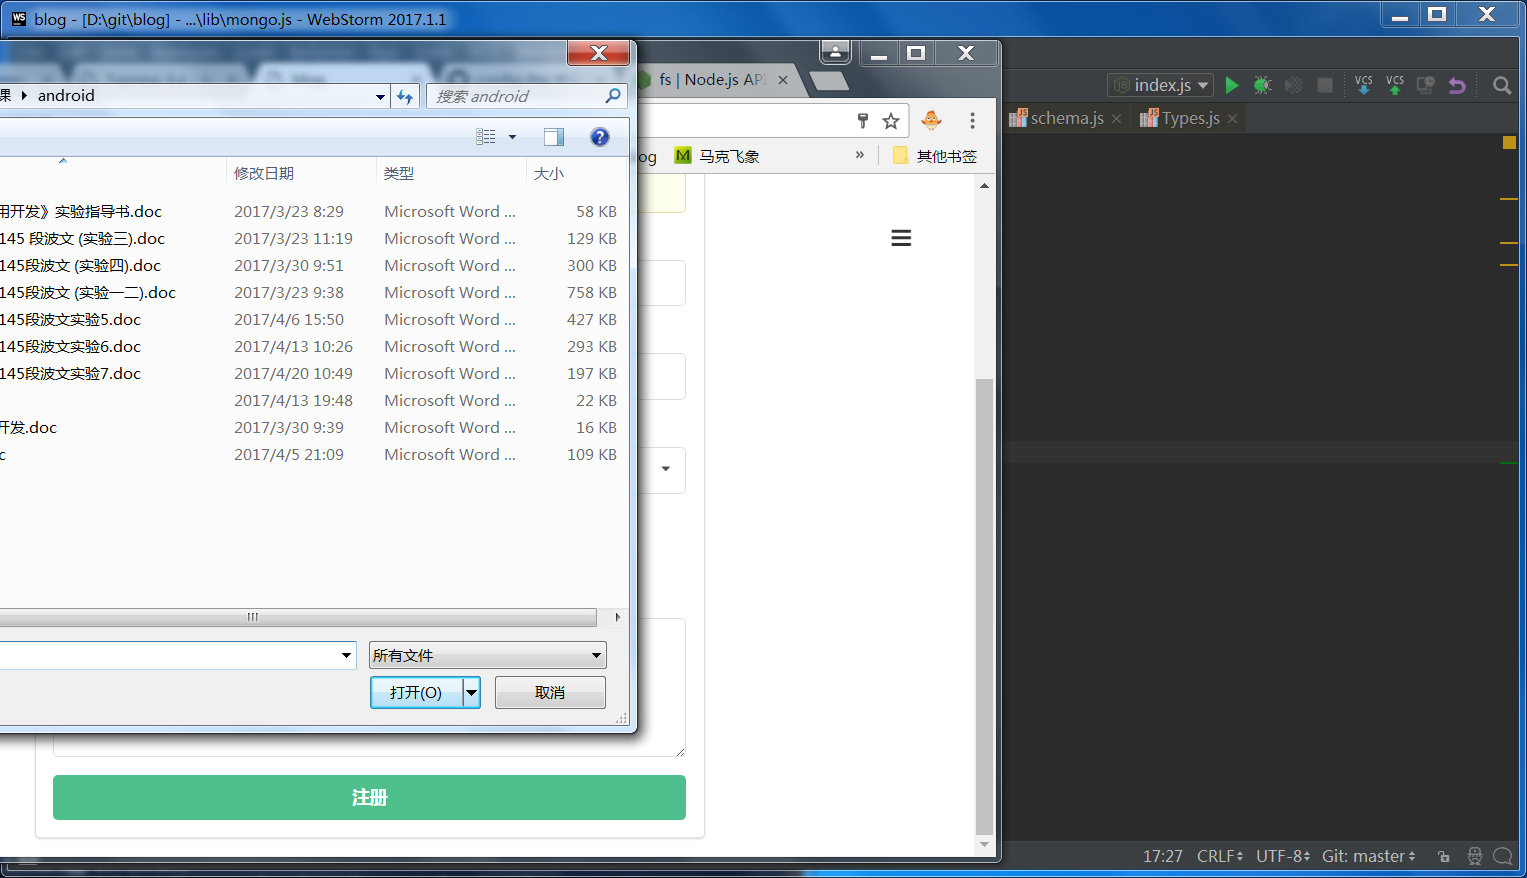 blog - [D:\git\blog] - ...\lib\mongo.js - WebStorm 2017.1.1
fs | Node.js API
课 android
搜索 android
index.js
VCS VCS
schema.js
Types.js
og
马克飞象
»
其他书签
修改日期 类型 大小
用开发》实验指导书.doc 2017/3/23 8:29 Microsoft Word ... 58 KB
145 段波文 (实验三).doc 2017/3/23 11:19 Microsoft Word ... 129 KB
145段波文 (实验四).doc 2017/3/30 9:51 Microsoft Word ... 300 KB
145段波文 (实验一二).doc 2017/3/23 9:38 Microsoft Word ... 758 KB
145段波文实验5.doc 2017/4/6 15:50 Microsoft Word ... 427 KB
145段波文实验6.doc 2017/4/13 10:26 Microsoft Word ... 293 KB
145段波文实验7.doc 2017/4/20 10:49 Microsoft Word ... 197 KB
2017/4/13 19:48 Microsoft Word ... 22 KB
开发.doc 2017/3/30 9:39 Microsoft Word ... 16 KB
c 2017/4/5 21:09 Microsoft Word ... 109 KB
所有文件
打开(O) 取消
注册
17:27 CRLF UTF-8 Git: master